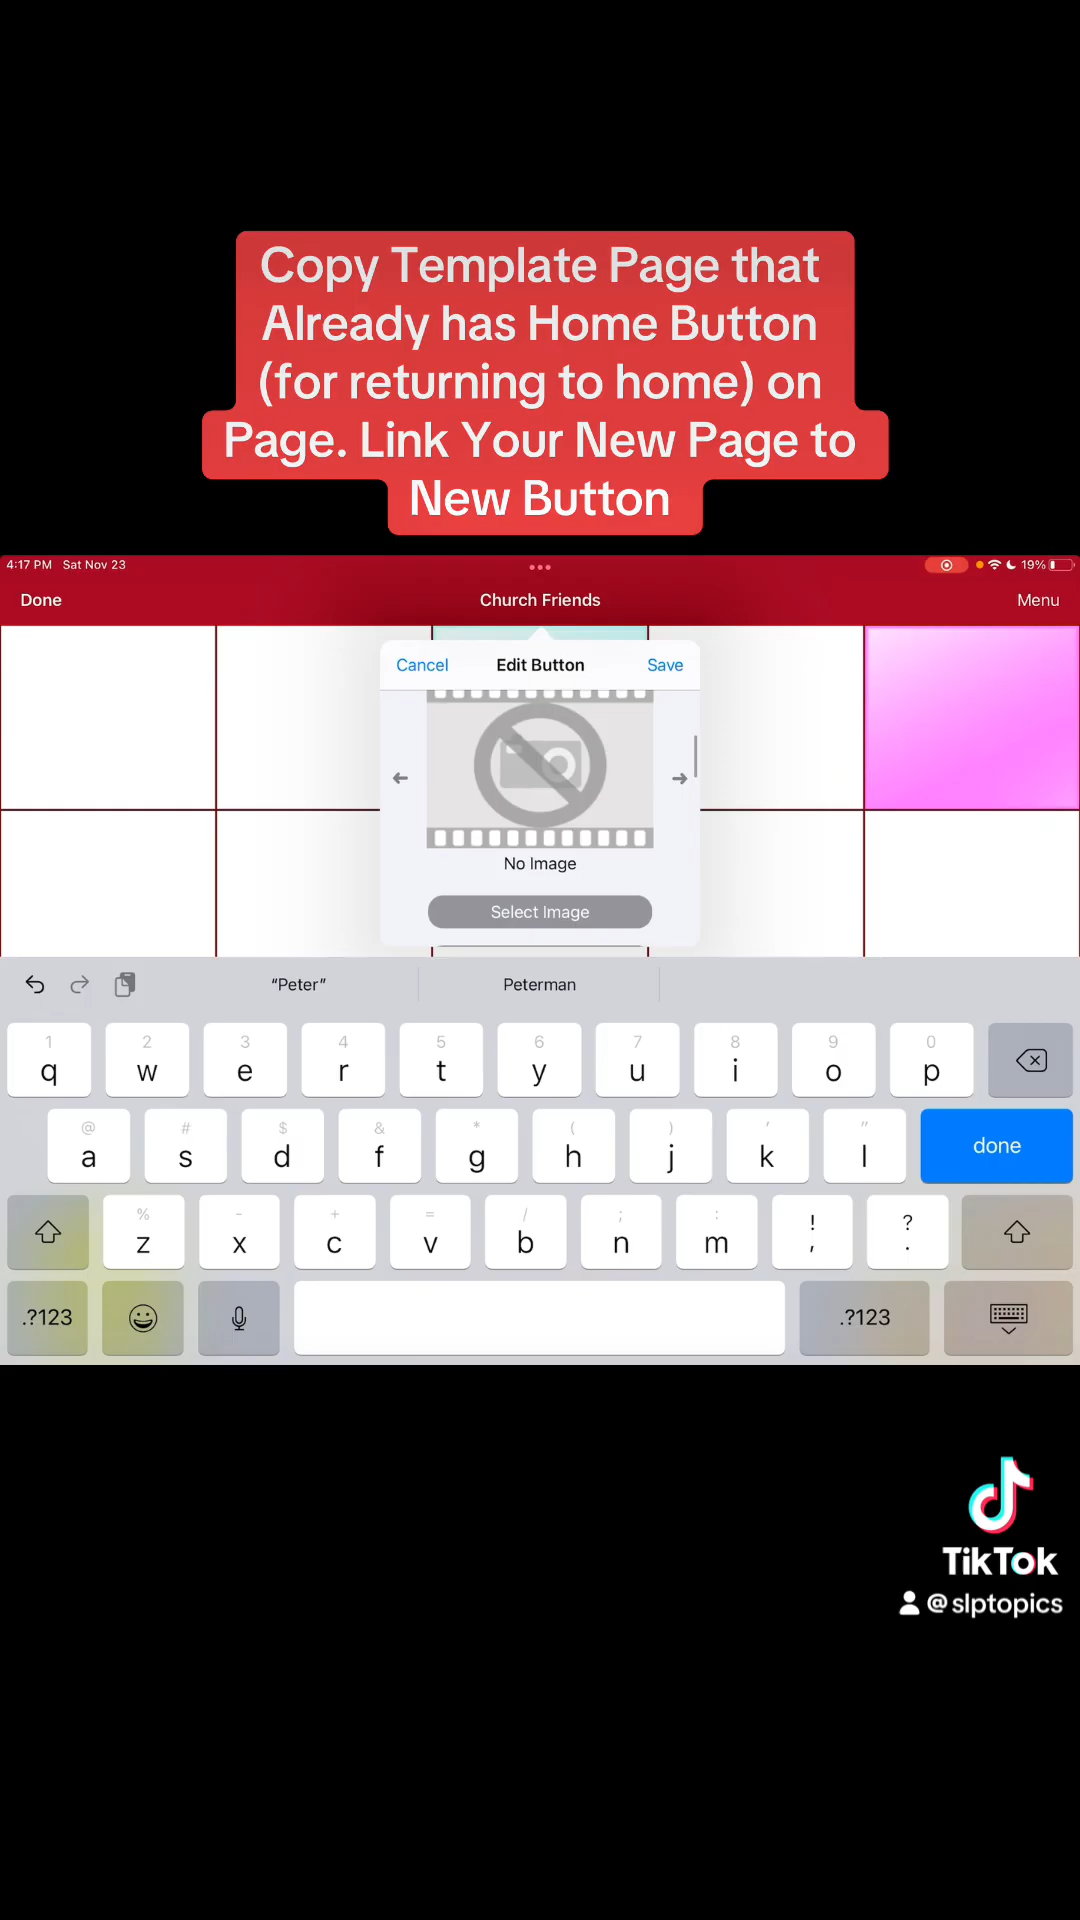 Copy Template Page that
Already has Home Button
(for returning to home) on
Page. Link Your New Page to
New Button
4:17 PM Sat Nov 23
19%
Done Church Friends Menu
Cancel Edit Button Save
No Image
Select Image
“Peter” Peterman
1 2 3 4 5 6 7 8 9 0
q w e r t y u i o p
@ # $ & * ( ) ' "
a s d f g h j k l done
% - + = / ; : ! ?
z x c v b n m , .
.?123 .?123
TikTok
@slptopics